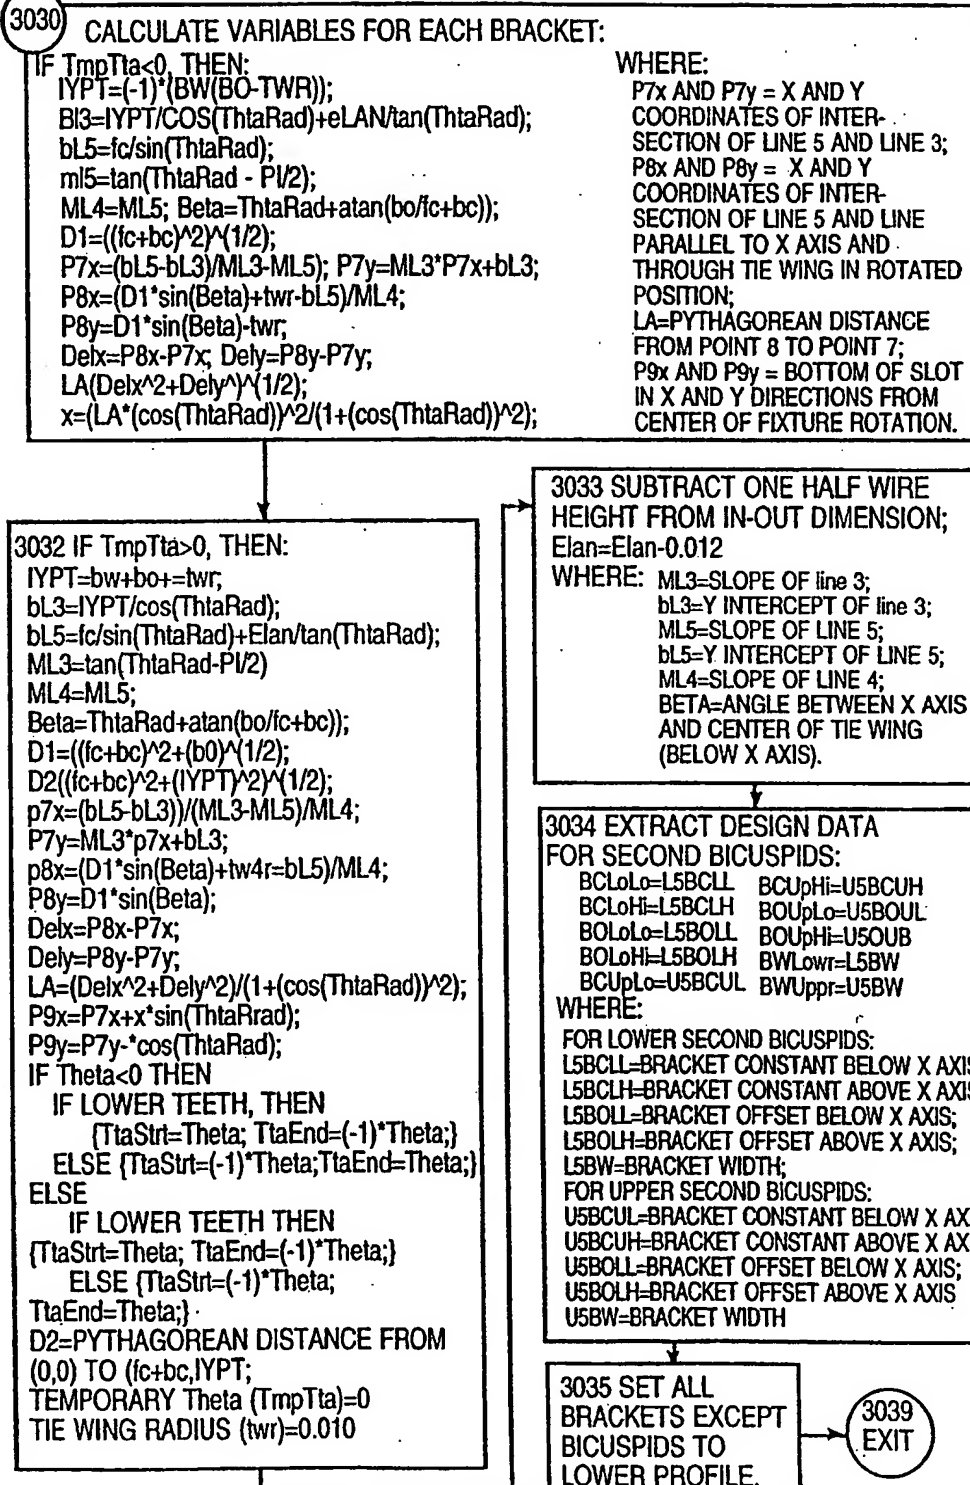 3030
CALCULATE VARIABLES FOR EACH BRACKET:
IF TmpTta<0, THEN:
IYPT=(-1)*(BW(BO-TWR));
Bl3=IYPT/COS(ThtaRad)+eLAN/tan(ThtaRad);
bL5=fc/sin(ThtaRad);
ml5=tan(ThtaRad - PI/2);
ML4=ML5; Beta=ThtaRad+atan(bo/fc+bc));
D1=((fc+bc)^2)^(1/2);
P7x=(bL5-bL3)/ML3-ML5); P7y=ML3*P7x+bL3;
P8x=(D1*sin(Beta)+twr-bL5)/ML4;
P8y=D1*sin(Beta)-twr;
Delx=P8x-P7x; Dely=P8y-P7y;
LA(Delx^2+Dely^)^(1/2);
x=(LA*(cos(ThtaRad))^2/(1+(cos(ThtaRad))^2);
WHERE:
P7x AND P7y = X AND Y
COORDINATES OF INTER-
SECTION OF LINE 5 AND LINE 3;
P8x AND P8y = X AND Y
COORDINATES OF INTER-
SECTION OF LINE 5 AND LINE
PARALLEL TO X AXIS AND
THROUGH TIE WING IN ROTATED
POSITION;
LA=PYTHAGOREAN DISTANCE
FROM POINT 8 TO POINT 7;
P9x AND P9y = BOTTOM OF SLOT
IN X AND Y DIRECTIONS FROM
CENTER OF FIXTURE ROTATION.
3032 IF TmpTta>0, THEN:
IYPT=bw+bo+=twr;
bL3=IYPT/cos(ThtaRad);
bL5=fc/sin(ThtaRad)+Elan/tan(ThtaRad);
ML3=tan(ThtaRad-PI/2)
ML4=ML5;
Beta=ThtaRad+atan(bo/fc+bc));
D1=((fc+bc)^2+(b0)^(1/2);
D2((fc+bc)^2+(IYPT)^2)^(1/2);
p7x=(bL5-bL3))/(ML3-ML5)/ML4;
P7y=ML3*p7x+bL3;
p8x=(D1*sin(Beta)+tw4r=bL5)/ML4;
P8y=D1*sin(Beta);
Delx=P8x-P7x;
Dely=P8y-P7y;
LA=(Delx^2+Dely^2)/(1+(cos(ThtaRad))^2);
P9x=P7x+x*sin(ThtaRrad);
P9y=P7y-*cos(ThtaRad);
IF Theta<0 THEN
IF LOWER TEETH, THEN
{TtaStrt=Theta; TtaEnd=(-1)*Theta;}
ELSE {TtaStrt=(-1)*Theta;TtaEnd=Theta;}
ELSE
IF LOWER TEETH THEN
{TtaStrt=Theta; TtaEnd=(-1)*Theta;}
ELSE {TtaStrt=(-1)*Theta;
TtaEnd=Theta;}
D2=PYTHAGOREAN DISTANCE FROM
(0,0) TO (fc+bc,IYPT;
TEMPORARY Theta (TmpTta)=0
TIE WING RADIUS (twr)=0.010
3033 SUBTRACT ONE HALF WIRE
HEIGHT FROM IN-OUT DIMENSION;
Elan=Elan-0.012
WHERE: ML3=SLOPE OF line 3;
bL3=Y INTERCEPT OF line 3;
ML5=SLOPE OF LINE 5;
bL5=Y INTERCEPT OF LINE 5;
ML4=SLOPE OF LINE 4;
BETA=ANGLE BETWEEN X AXIS
AND CENTER OF TIE WING
(BELOW X AXIS).
3034 EXTRACT DESIGN DATA
FOR SECOND BICUSPIDS:
BCLoLo=L5BCLL BCUpHi=U5BCUH
BCLoHi=L5BCLH BOUpLo=U5BOUL
BOLoLo=L5BOLL BOUpHi=U5OUB
BOLoHi=L5BOLH BWLowr=L5BW
BCUpLo=U5BCUL BWUppr=U5BW
WHERE:
FOR LOWER SECOND BICUSPIDS:
L5BCLL=BRACKET CONSTANT BELOW X AXIS
L5BCLH=BRACKET CONSTANT ABOVE X AXIS
L5BOLL=BRACKET OFFSET BELOW X AXIS;
L5BOLH=BRACKET OFFSET ABOVE X AXIS;
L5BW=BRACKET WIDTH;
FOR UPPER SECOND BICUSPIDS:
U5BCUL=BRACKET CONSTANT BELOW X AX
U5BCUH=BRACKET CONSTANT ABOVE X AX
U5BOLL=BRACKET OFFSET BELOW X AXIS;
U5BOLH=BRACKET OFFSET ABOVE X AXIS
U5BW=BRACKET WIDTH
3035 SET ALL
BRACKETS EXCEPT
BICUSPIDS TO
LOWER PROFILE.
3039
EXIT